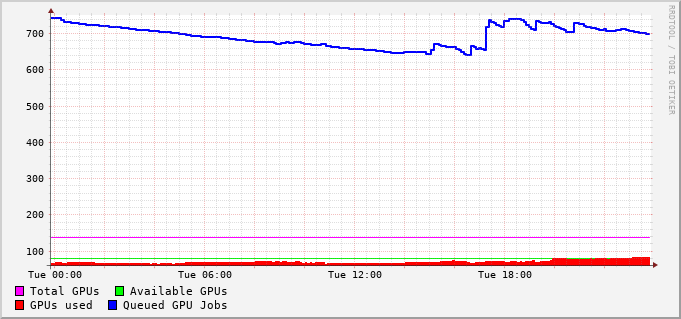 700
600
500
400
300
200
100
Tue 00:00 Tue 06:00 Tue 12:00 Tue 18:00
Total GPUs Available GPUs
GPUs used Queued GPU Jobs
RRDTOOL / TOBI OETIKER